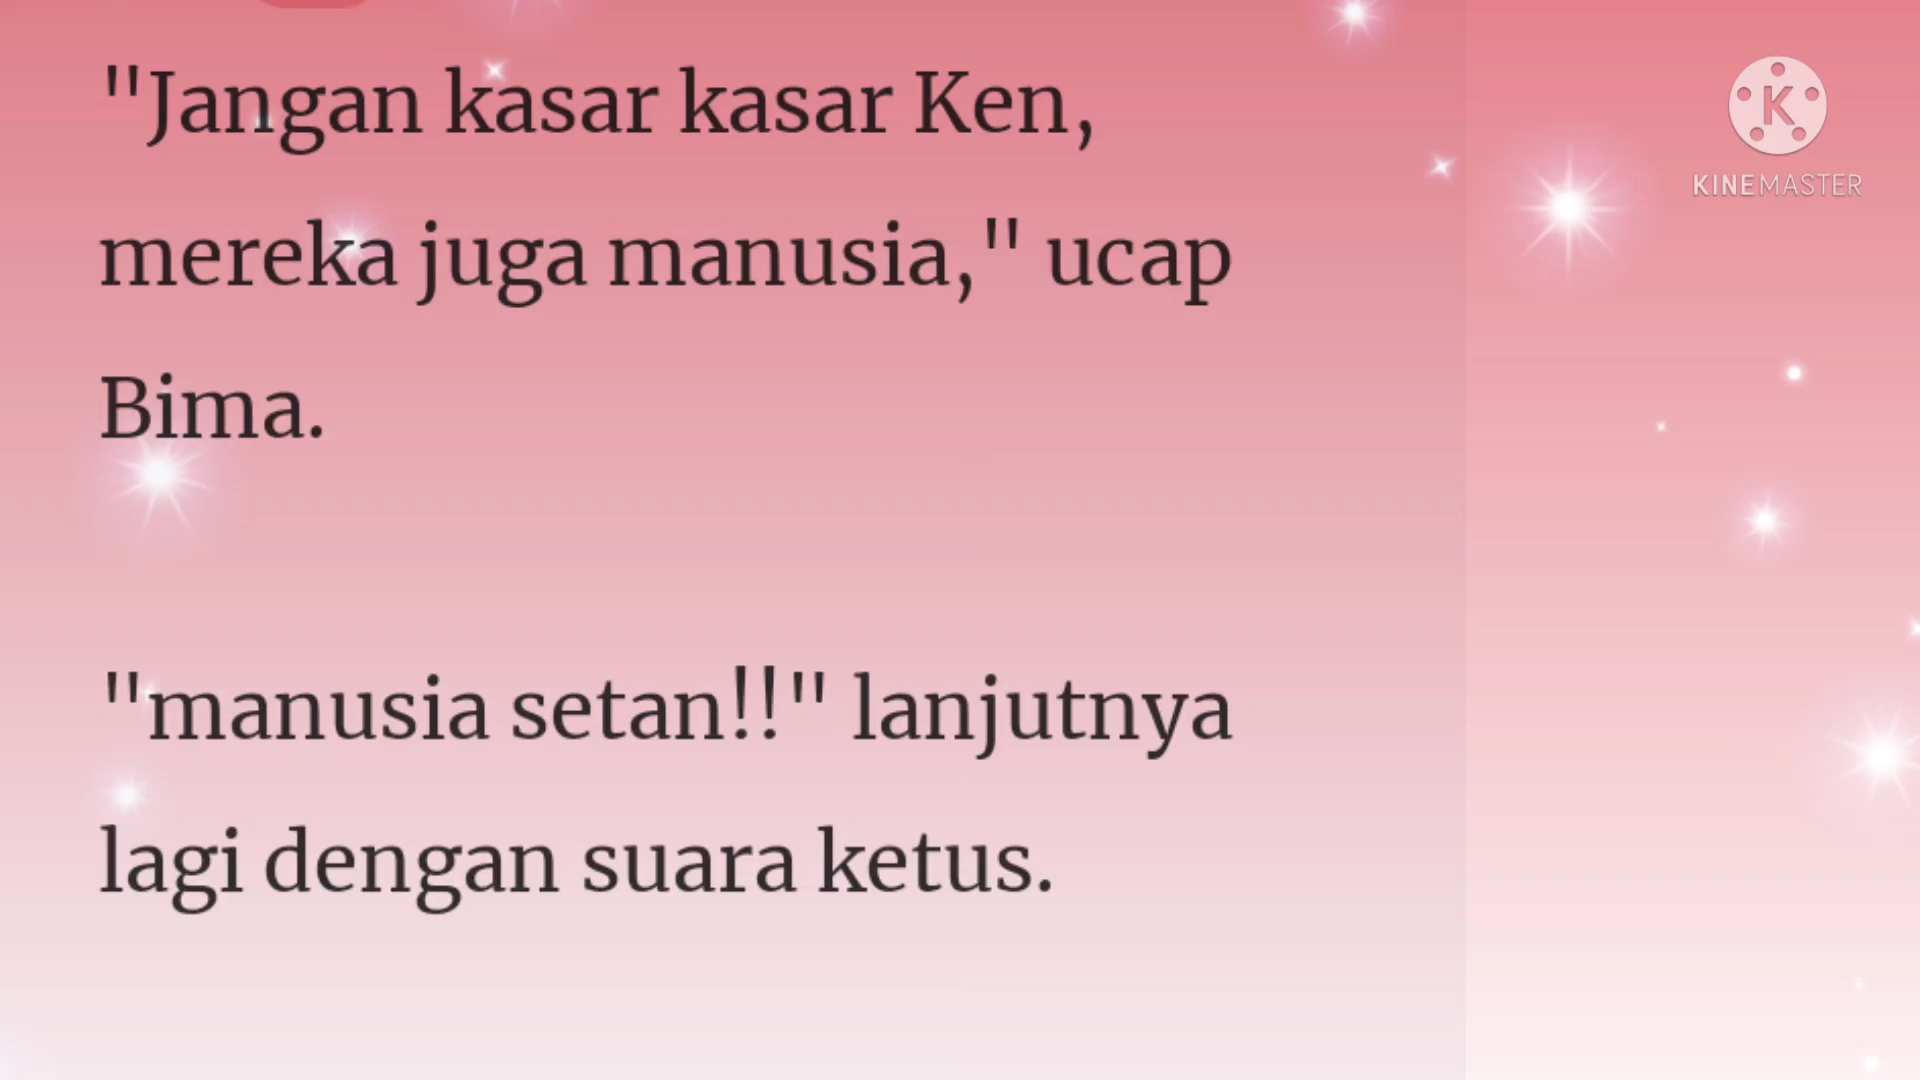 "Jangan kasar kasar Ken,
mereka juga manusia," ucap
Bima.
"manusia setan!!" lanjutnya
lagi dengan suara ketus.
K
KINEMASTER